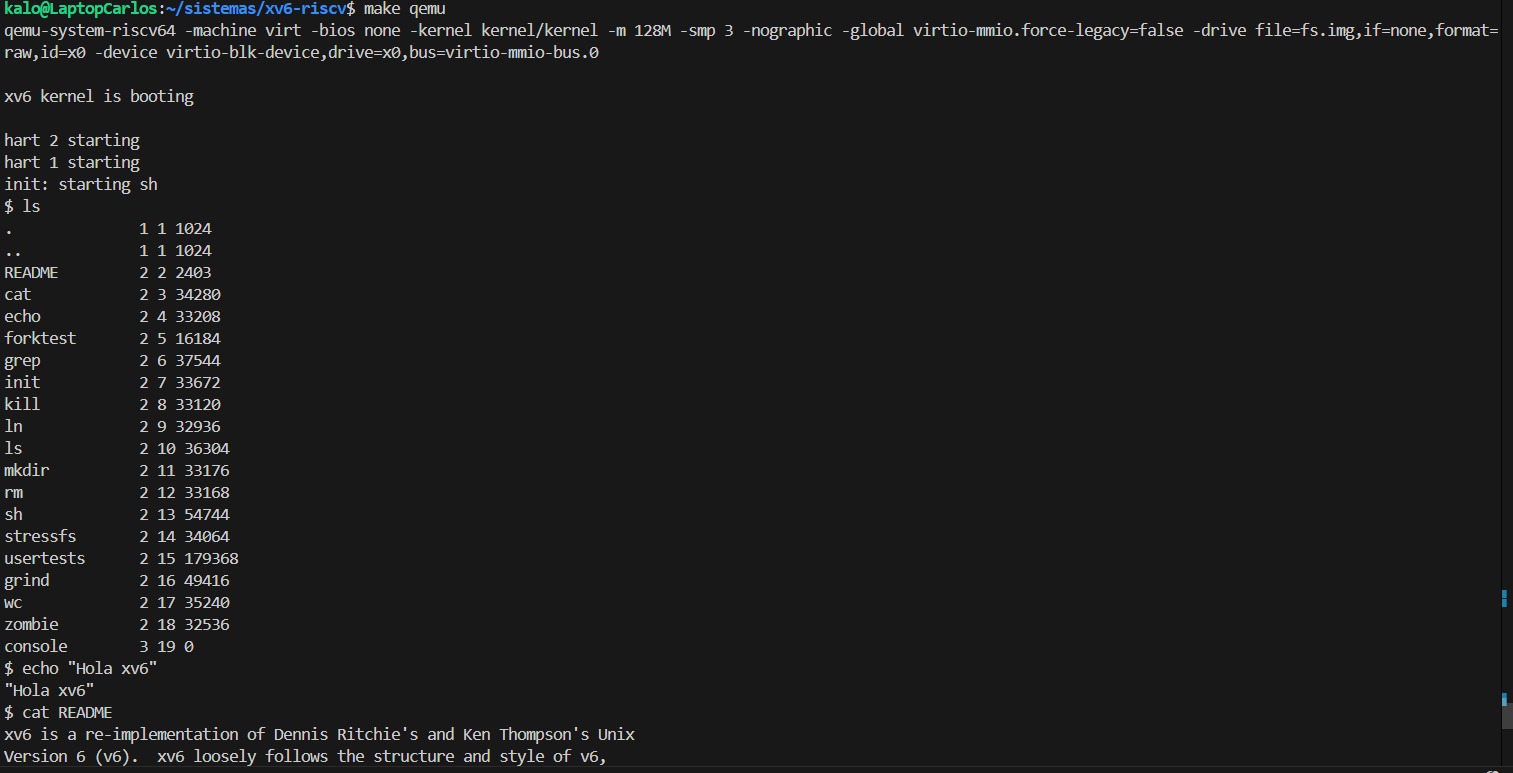 kalo@LaptopCarlos:~/sistemas/xv6-riscv$ make qemu
qemu-system-riscv64 -machine virt -bios none -kernel kernel/kernel -m 128M -smp 3 -nographic -global virtio-mmio.force-legacy=false -drive file=fs.img,if=none,format=
raw,id=x0 -device virtio-blk-device,drive=x0,bus=virtio-mmio-bus.0
xv6 kernel is booting
hart 2 starting
hart 1 starting
init: starting sh
$ ls
. 1 1 1024
.. 1 1 1024
README 2 2 2403
cat 2 3 34280
echo 2 4 33208
forktest 2 5 16184
grep 2 6 37544
init 2 7 33672
kill 2 8 33120
ln 2 9 32936
ls 2 10 36304
mkdir 2 11 33176
rm 2 12 33168
sh 2 13 54744
stressfs 2 14 34064
usertests 2 15 179368
grind 2 16 49416
wc 2 17 35240
zombie 2 18 32536
console 3 19 0
$ echo "Hola xv6"
"Hola xv6"
$ cat README
xv6 is a re-implementation of Dennis Ritchie's and Ken Thompson's Unix
Version 6 (v6).  xv6 loosely follows the structure and style of v6,